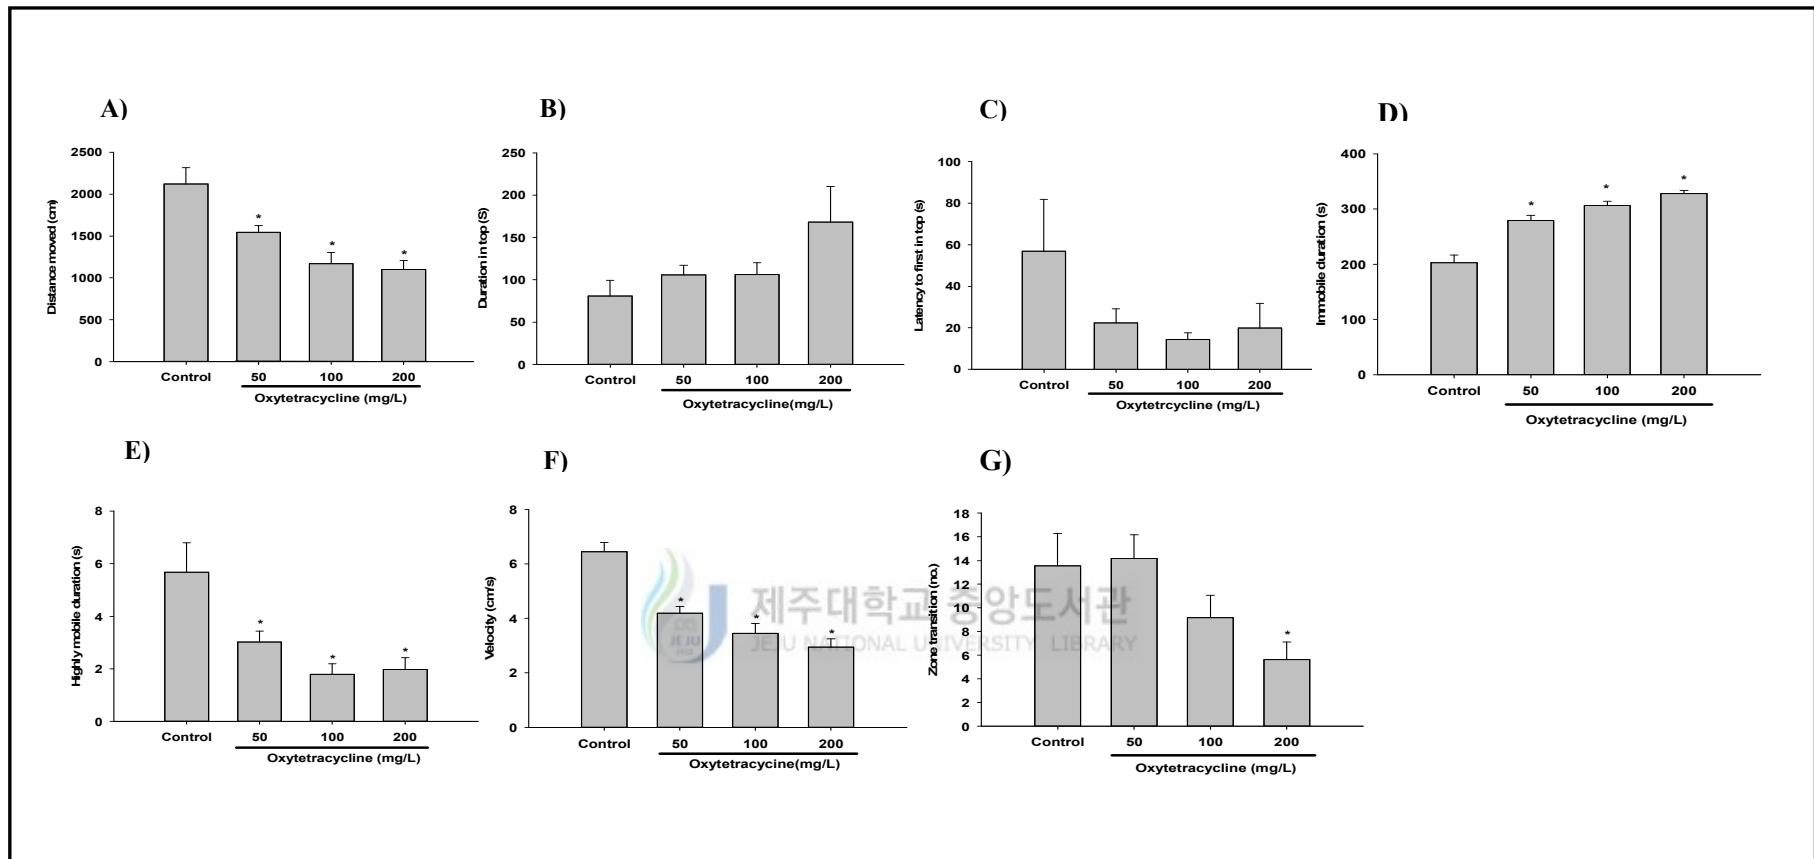 A)
Distance moved (cm)
2500
2000
1500
1000
500
0
*
*
*
Control
50
100
200
Oxytetracycline (mg/L)
B)
Duration in top (S)
250
200
150
100
50
0
Control
50
100
200
Oxytetracycline(mg/L)
C)
Latency to first in top (s)
100
80
60
40
20
0
Control
50
100
200
Oxytetrcycline (mg/L)
D)
Immobile duration (s)
400
300
200
100
0
*
*
*
Control
50
100
200
Oxytetracycline (mg/L)
E)
Highly mobile duration (s)
8
6
4
2
0
*
*
*
Control
50
100
200
Oxytetracycline (mg/L)
F)
Velocity (cm/s)
8
6
4
2
0
*
*
*
Control
50
100
200
Oxytetracycine(mg/L)
G)
Zone transition (no.)
18
16
14
12
10
8
6
4
2
0
*
Control
50
100
200
Oxytetracycline (mg/L)
JEJU
1952
제주대학교 중앙도서관
JEJU NATIONAL UNIVERSITY LIBRARY